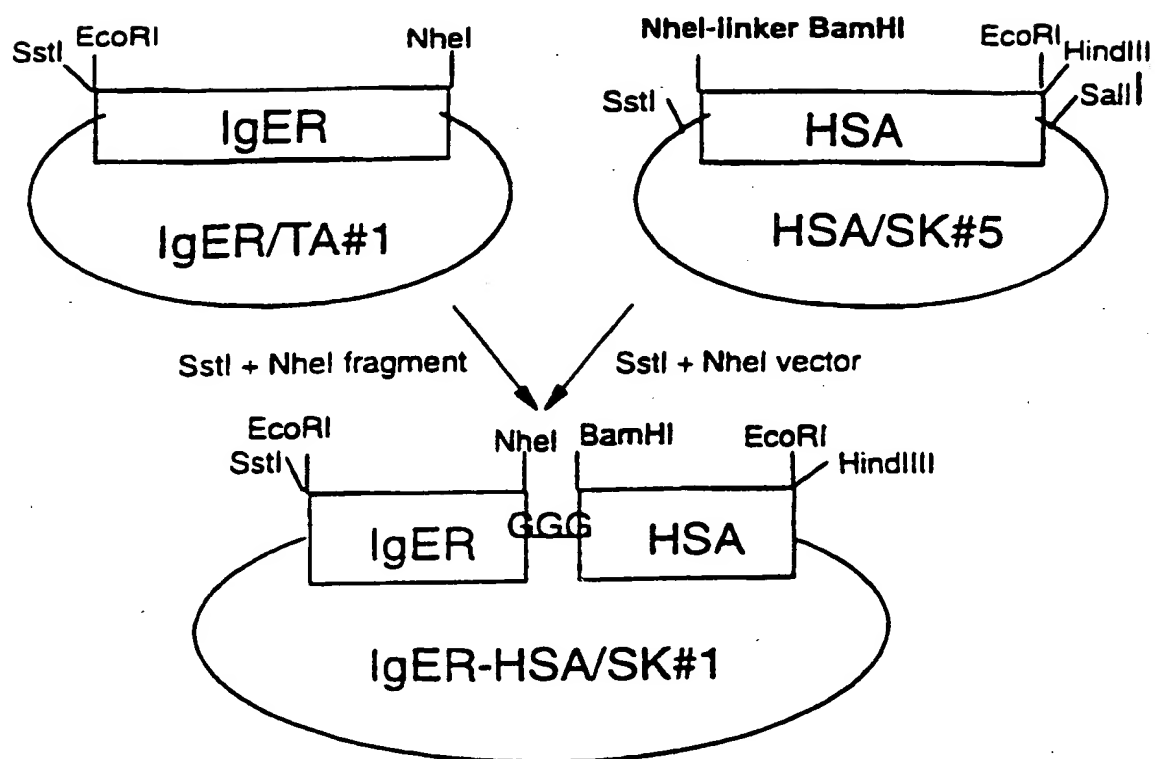 SstI EcoRI NheI
IgER
IgER/TA#1
NheI-linker BamHI EcoRI HindIII
SstI SalII
HSA
HSA/SK#5
SstI + NheI fragment
SstI + NheI vector
EcoRI NheI BamHI EcoRI
SstI HindIIII
IgER GGG HSA
IgER-HSA/SK#1